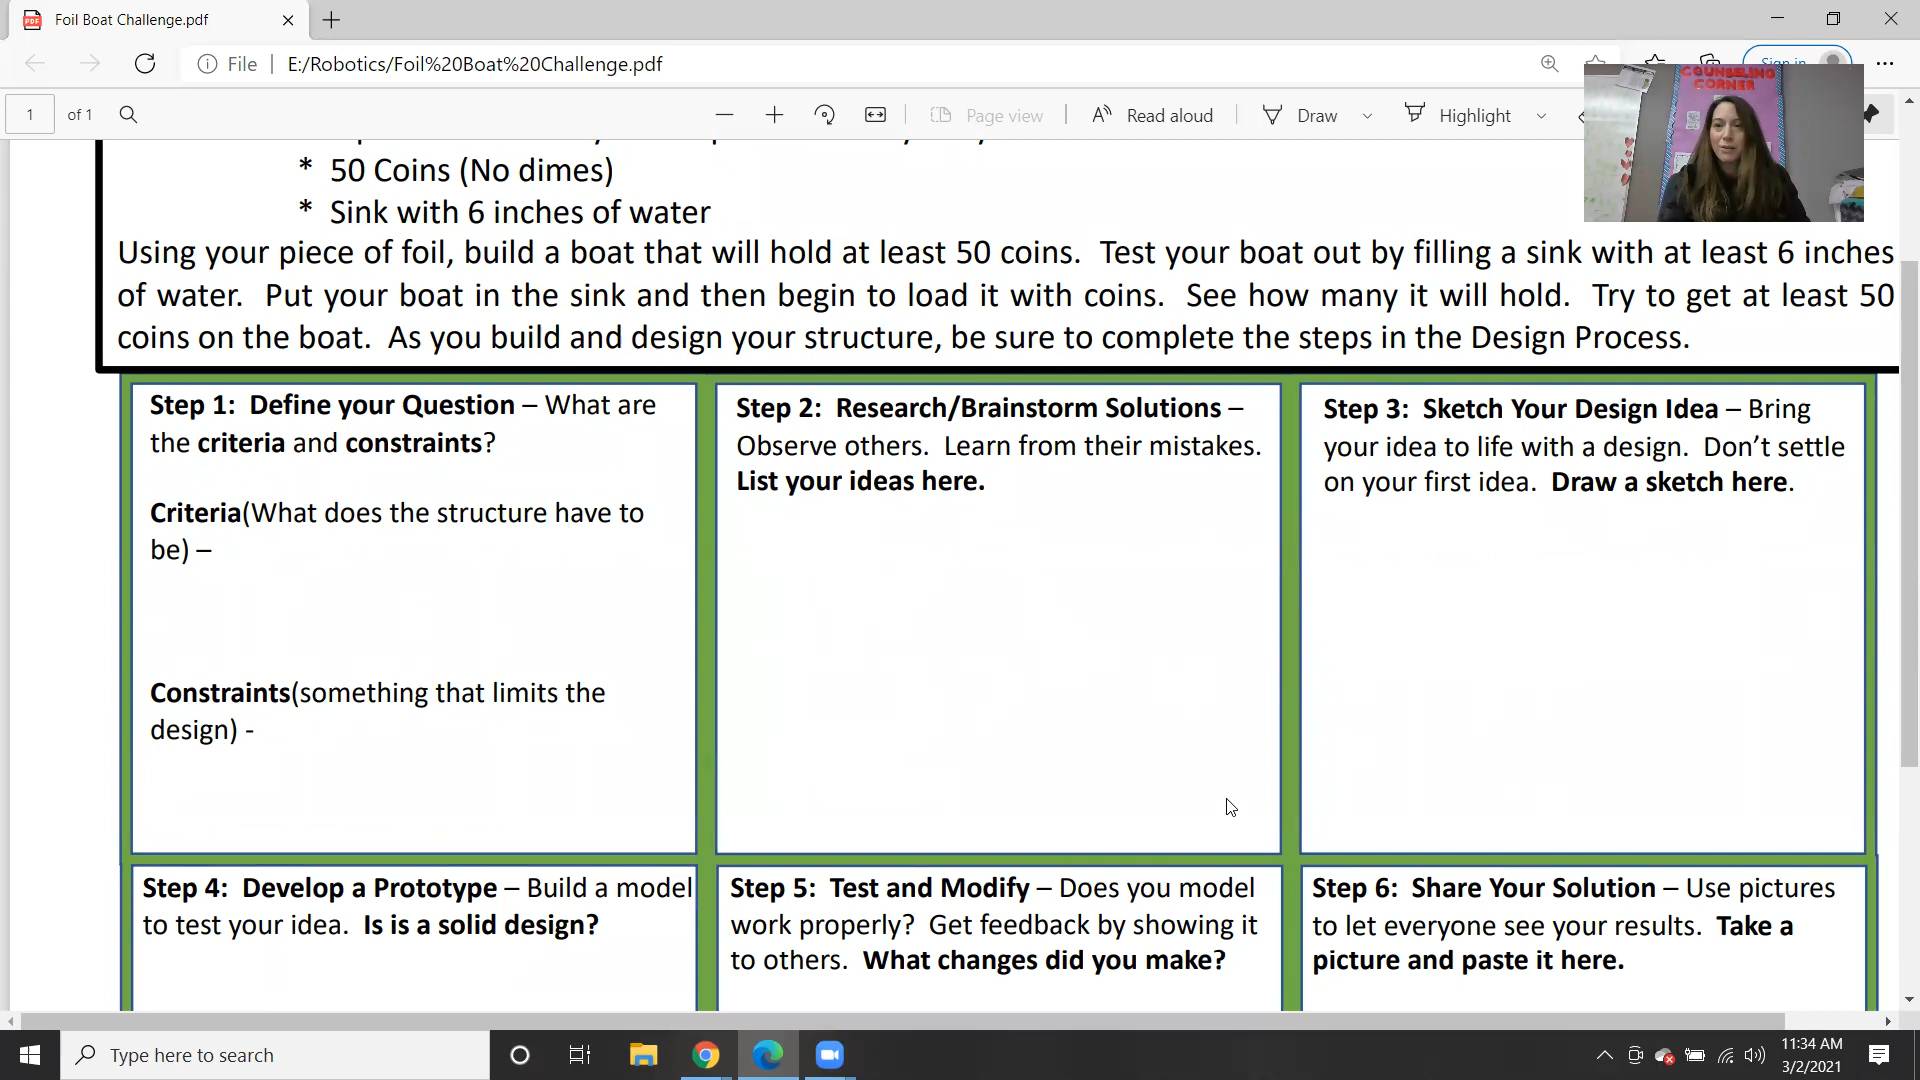 Foil Boat Challenge.pdf
File
E:/Robotics/Foil%20Boat%20Challenge.pdf
Sign in
1
of 1
Page view
Read aloud
Draw
Highlight
COUNSELING
CORNER
* 50 Coins (No dimes)
* Sink with 6 inches of water
Using your piece of foil, build a boat that will hold at least 50 coins. Test your boat out by filling a sink with at least 6 inches
of water. Put your boat in the sink and then begin to load it with coins. See how many it will hold. Try to get at least 50
coins on the boat. As you build and design your structure, be sure to complete the steps in the Design Process.
Step 1: Define your Question – What are
the criteria and constraints?
Criteria(What does the structure have to
be) –
Constraints(something that limits the
design) -
Step 2: Research/Brainstorm Solutions –
Observe others. Learn from their mistakes.
List your ideas here.
Step 3: Sketch Your Design Idea – Bring
your idea to life with a design. Don’t settle
on your first idea. Draw a sketch here.
Step 4: Develop a Prototype – Build a model
to test your idea. Is is a solid design?
Step 5: Test and Modify – Does you model
work properly? Get feedback by showing it
to others. What changes did you make?
Step 6: Share Your Solution – Use pictures
to let everyone see your results. Take a
picture and paste it here.
Type here to search
11:34 AM
3/2/2021